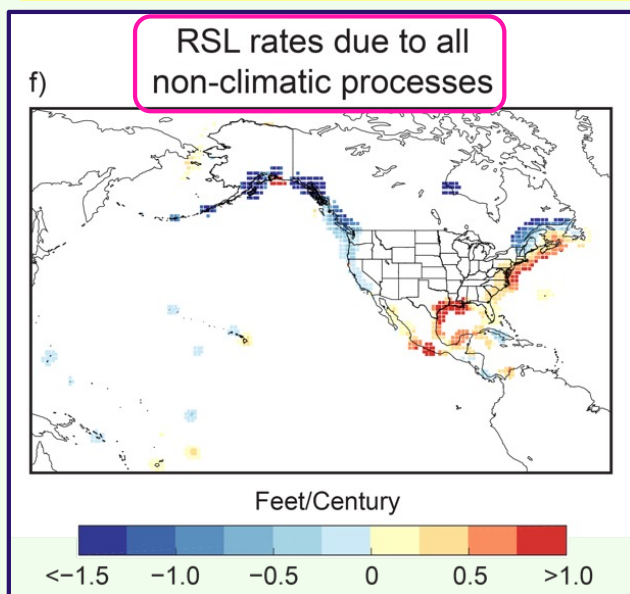 RSL rates due to all
non-climatic processes
f)
Feet/Century
<−1.5 −1.0 −0.5 0 0.5 >1.0